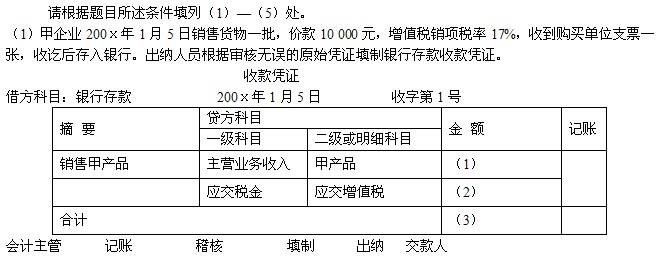 请根据题目所述条件填列（1）—（5）处。
（1）甲企业 200x 年 1 月 5 日销售货物一批，价款 10 000 元，增值税销项税率 17%，收到购买单位支票一
张，收讫后存入银行。出纳人员根据审核无误的原始凭证填制银行存款收款凭证。
收款凭证
借方科目：银行存款 200x 年 1 月 5 日 收字第 1 号
摘 要 贷方科目 金 额 记账
一级科目 二级或明细科目
销售甲产品 主营业务收入 甲产品 （1）
应交税金 应交增值税 （2）
合计 （3）
会计主管 记账 稽核 填制 出纳 交款人